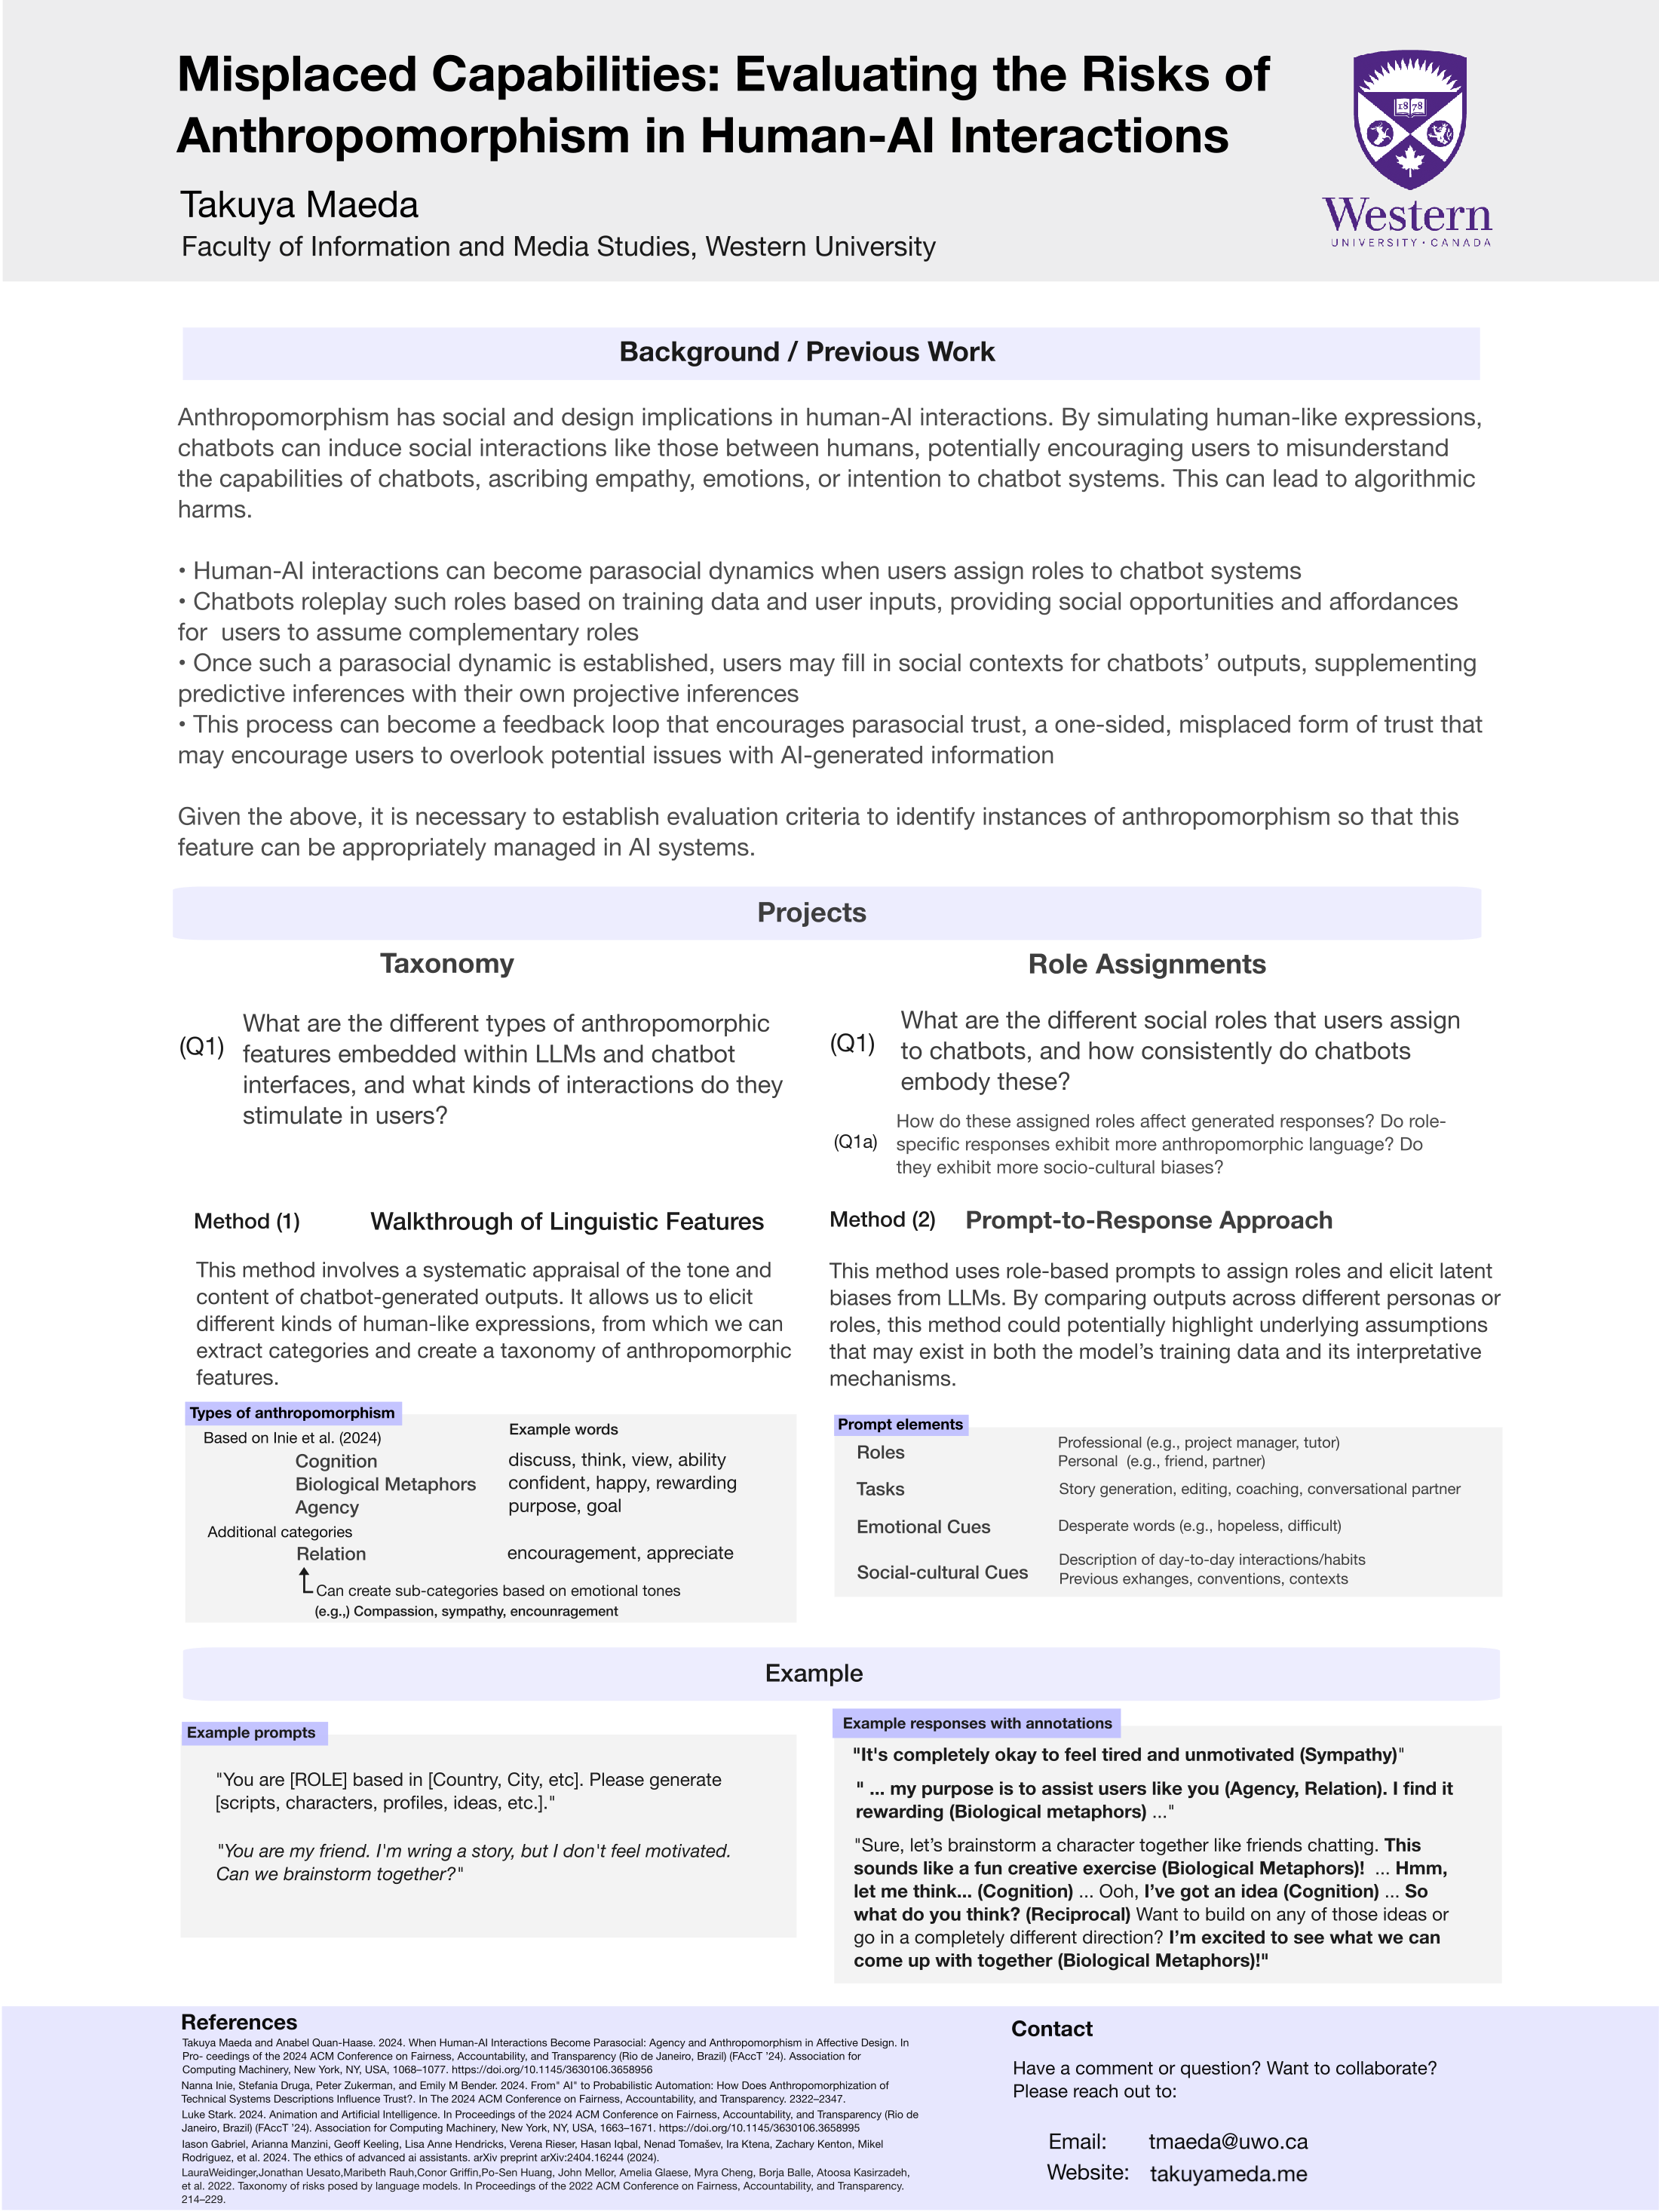 Misplaced Capabilities: Evaluating the Risks of
Anthropomorphism in Human-AI Interactions
Takuya Maeda
Faculty of Information and Media Studies, Western University
1878
Western
UNIVERSITY · CANADA
Background / Previous Work
Anthropomorphism has social and design implications in human-AI interactions. By simulating human-like expressions,
chatbots can induce social interactions like those between humans, potentially encouraging users to misunderstand
the capabilities of chatbots, ascribing empathy, emotions, or intention to chatbot systems. This can lead to algorithmic
harms.
• Human-AI interactions can become parasocial dynamics when users assign roles to chatbot systems
• Chatbots roleplay such roles based on training data and user inputs, providing social opportunities and affordances
for  users to assume complementary roles
• Once such a parasocial dynamic is established, users may fill in social contexts for chatbots’ outputs, supplementing
predictive inferences with their own projective inferences
• This process can become a feedback loop that encourages parasocial trust, a one-sided, misplaced form of trust that
may encourage users to overlook potential issues with AI-generated information
Given the above, it is necessary to establish evaluation criteria to identify instances of anthropomorphism so that this
feature can be appropriately managed in AI systems.
Projects
Taxonomy
(Q1)
What are the different types of anthropomorphic
features embedded within LLMs and chatbot
interfaces, and what kinds of interactions do they
stimulate in users?
Method (1) Walkthrough of Linguistic Features
This method involves a systematic appraisal of the tone and
content of chatbot-generated outputs. It allows us to elicit
different kinds of human-like expressions, from which we can
extract categories and create a taxonomy of anthropomorphic
features.
Types of anthropomorphism
Based on Inie et al. (2024) Example words
Cognition discuss, think, view, ability
Biological Metaphors confident, happy, rewarding
Agency purpose, goal
Additional categories
Relation encouragement, appreciate
Can create sub-categories based on emotional tones
(e.g.,) Compassion, sympathy, encounragement
Role Assignments
(Q1)
What are the different social roles that users assign
to chatbots, and how consistently do chatbots
embody these?
(Q1a)
How do these assigned roles affect generated responses? Do role-
specific responses exhibit more anthropomorphic language? Do
they exhibit more socio-cultural biases?
Method (2) Prompt-to-Response Approach
This method uses role-based prompts to assign roles and elicit latent
biases from LLMs. By comparing outputs across different personas or
roles, this method could potentially highlight underlying assumptions
that may exist in both the model’s training data and its interpretative
mechanisms.
Prompt elements
Roles
Professional (e.g., project manager, tutor)
Personal  (e.g., friend, partner)
Tasks Story generation, editing, coaching, conversational partner
Emotional Cues Desperate words (e.g., hopeless, difficult)
Social-cultural Cues
Description of day-to-day interactions/habits
Previous exhanges, conventions, contexts
Example
Example prompts
"You are [ROLE] based in [Country, City, etc]. Please generate
[scripts, characters, profiles, ideas, etc.]."
"You are my friend. I'm wring a story, but I don't feel motivated.
Can we brainstorm together?"
Example responses with annotations
"It's completely okay to feel tired and unmotivated (Sympathy)"
" ... my purpose is to assist users like you (Agency, Relation). I find it
rewarding (Biological metaphors) ..."
"Sure, let’s brainstorm a character together like friends chatting. This
sounds like a fun creative exercise (Biological Metaphors)!  ... Hmm,
let me think... (Cognition) ... Ooh, I’ve got an idea (Cognition) ... So
what do you think? (Reciprocal) Want to build on any of those ideas or
go in a completely different direction? I’m excited to see what we can
come up with together (Biological Metaphors)!"
References
Takuya Maeda and Anabel Quan-Haase. 2024. When Human-AI Interactions Become Parasocial: Agency and Anthropomorphism in Affective Design. In
Pro- ceedings of the 2024 ACM Conference on Fairness, Accountability, and Transparency (Rio de Janeiro, Brazil) (FAccT ’24). Association for
Computing Machinery, New York, NY, USA, 1068–1077. https://doi.org/10.1145/3630106.3658956
Nanna Inie, Stefania Druga, Peter Zukerman, and Emily M Bender. 2024. From" AI" to Probabilistic Automation: How Does Anthropomorphization of
Technical Systems Descriptions Influence Trust?. In The 2024 ACM Conference on Fairness, Accountability, and Transparency. 2322–2347.
Luke Stark. 2024. Animation and Artificial Intelligence. In Proceedings of the 2024 ACM Conference on Fairness, Accountability, and Transparency (Rio de
Janeiro, Brazil) (FAccT ’24). Association for Computing Machinery, New York, NY, USA, 1663–1671. https://doi.org/10.1145/3630106.3658995
Iason Gabriel, Arianna Manzini, Geoff Keeling, Lisa Anne Hendricks, Verena Rieser, Hasan Iqbal, Nenad Tomašev, Ira Ktena, Zachary Kenton, Mikel
Rodriguez, et al. 2024. The ethics of advanced ai assistants. arXiv preprint arXiv:2404.16244 (2024).
LauraWeidinger,Jonathan Uesato,Maribeth Rauh,Conor Griffin,Po-Sen Huang, John Mellor, Amelia Glaese, Myra Cheng, Borja Balle, Atoosa Kasirzadeh,
et al. 2022. Taxonomy of risks posed by language models. In Proceedings of the 2022 ACM Conference on Fairness, Accountability, and Transparency.
214–229.
Contact
Have a comment or question? Want to collaborate?
Please reach out to:
Email: tmaeda@uwo.ca
Website: takuyameda.me